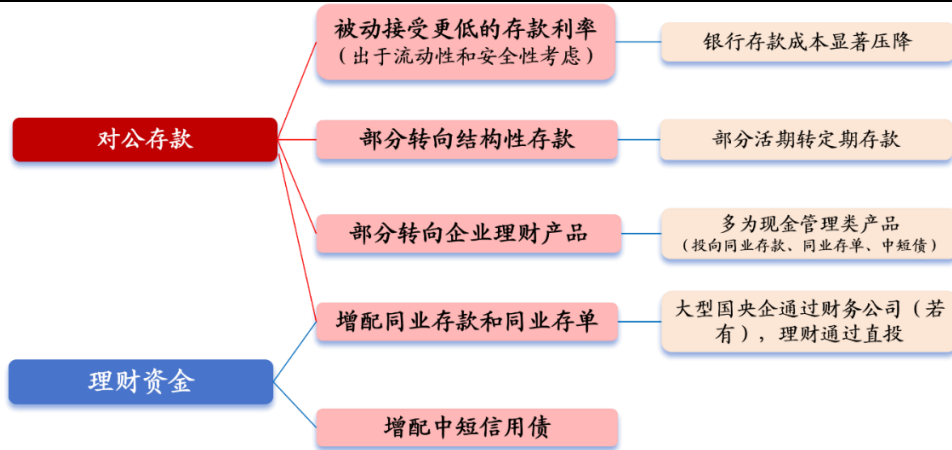 对公存款
理财资金
被动接受更低的存款利率
（出于流动性和安全性考虑）
银行存款成本显著压降
部分转向结构性存款
部分活期转定期存款
部分转向企业理财产品
多为现金管理类产品
（投向同业存款、同业存单、中短债）
增配同业存款和同业存单
大型国央企通过财务公司（若
有），理财通过直投
增配中短信用债